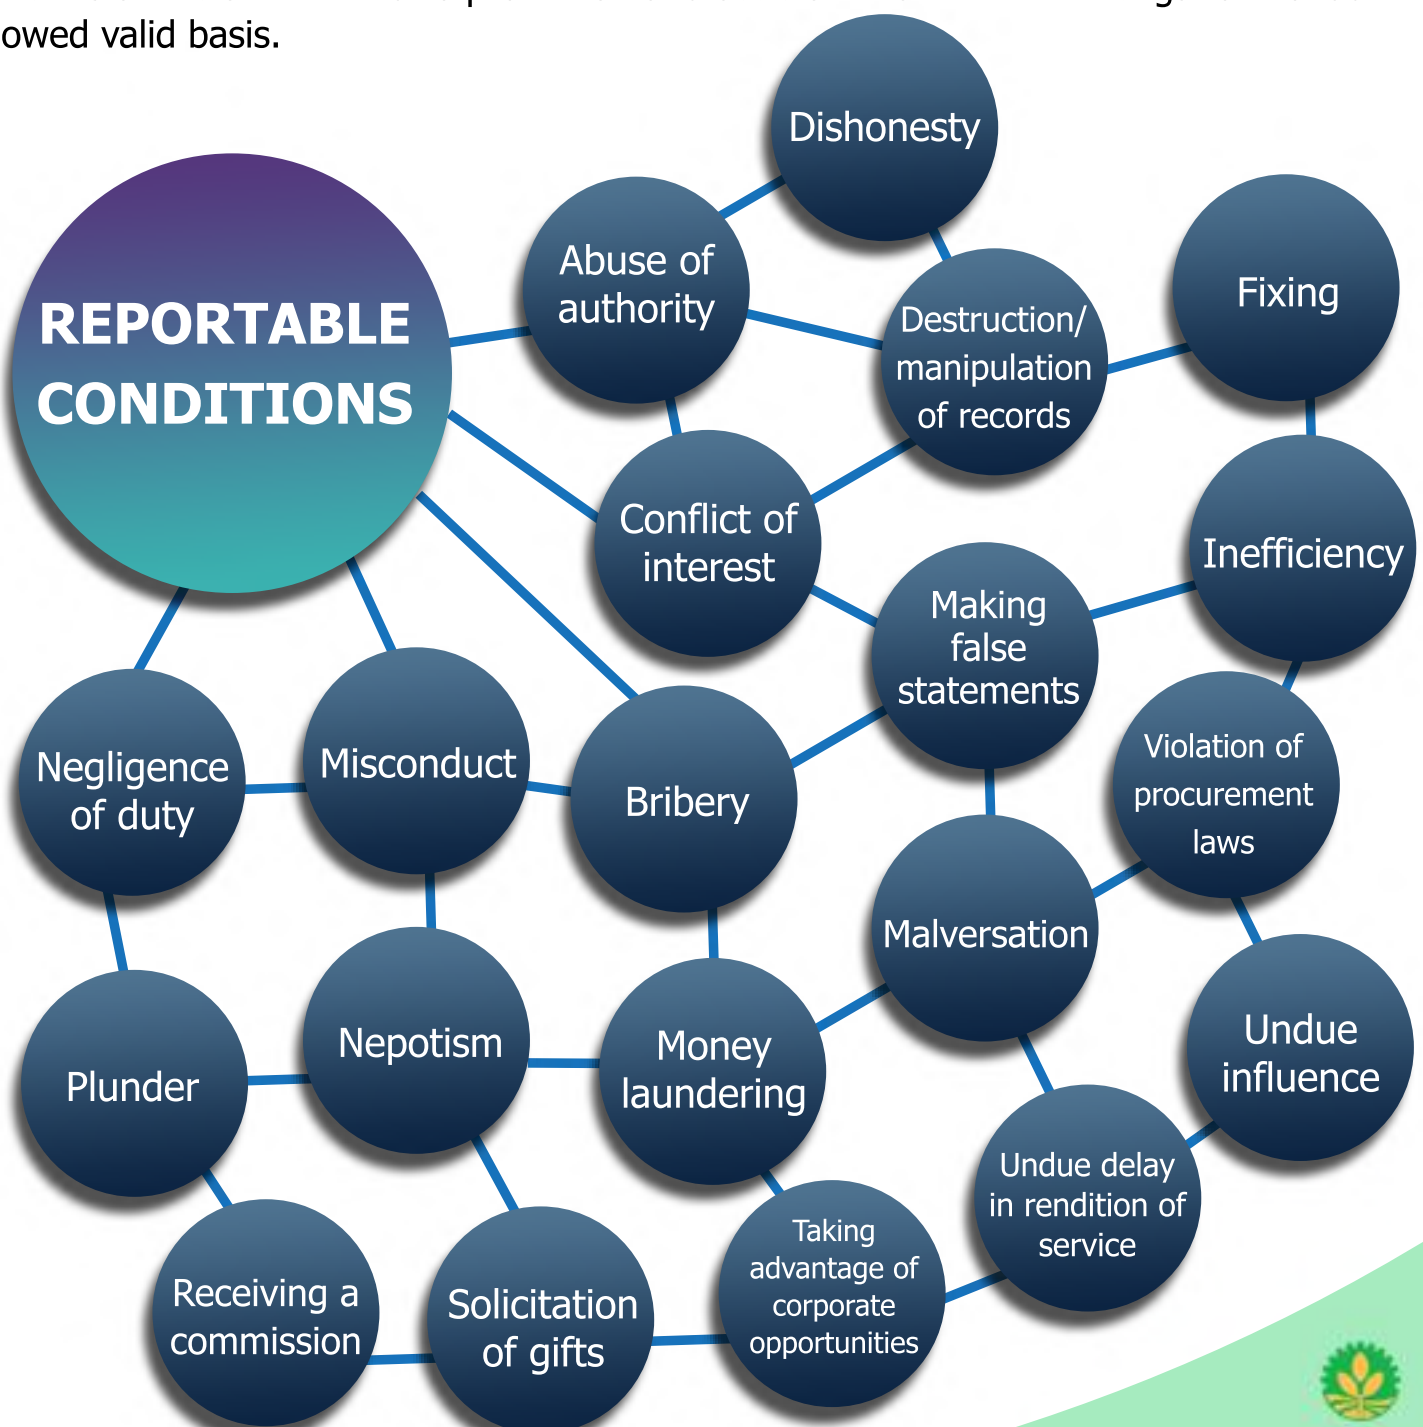 owed valid basis.
Dishonesty
REPORTABLE
CONDITIONS
Abuse of
authority
Destruction/
manipulation
of records
Fixing
Conflict of
interest
Making
false
statements
Inefficiency
Negligence
of duty
Misconduct
Bribery
Violation of
procurement
laws
Malversation
Plunder
Nepotism
Money
laundering
Undue
influence
Undue delay
in rendition of
service
Receiving a
commission
Solicitation
of gifts
Taking
advantage of
corporate
opportunities